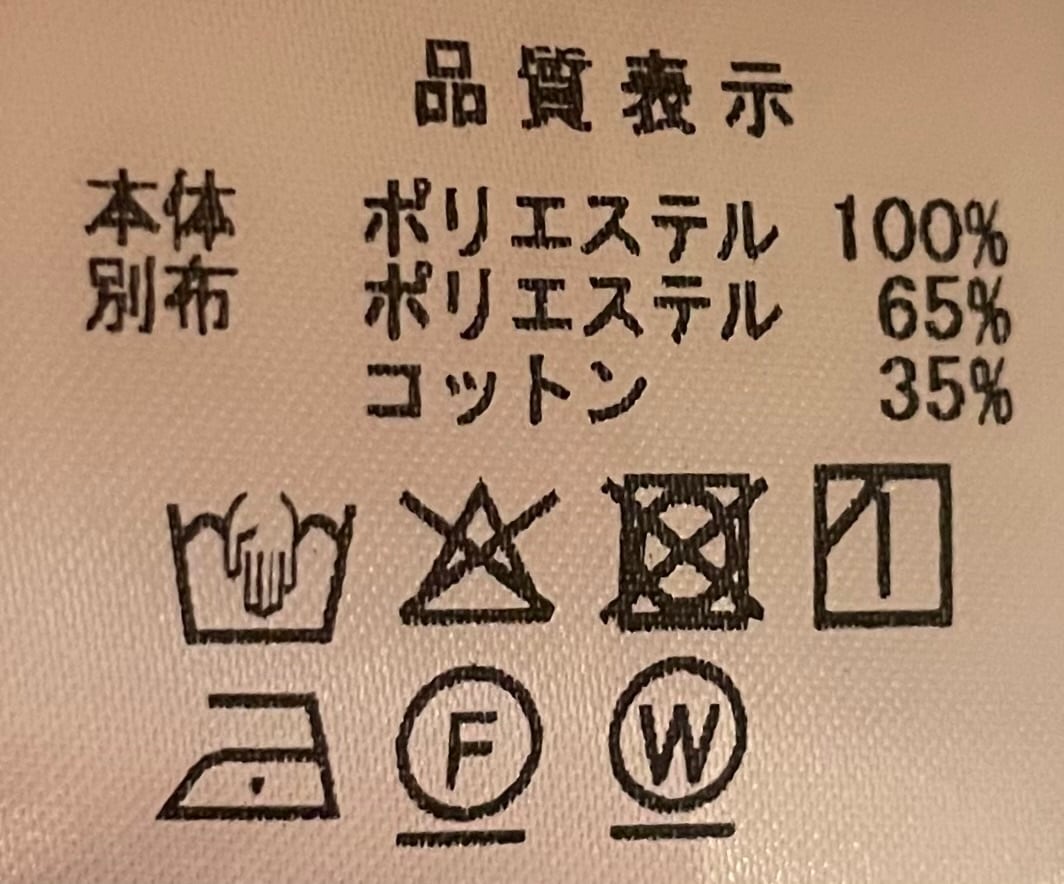 品質表示
本体 ポリエステル 100%
別布 ポリエステル 65%
コットン 35%
F W